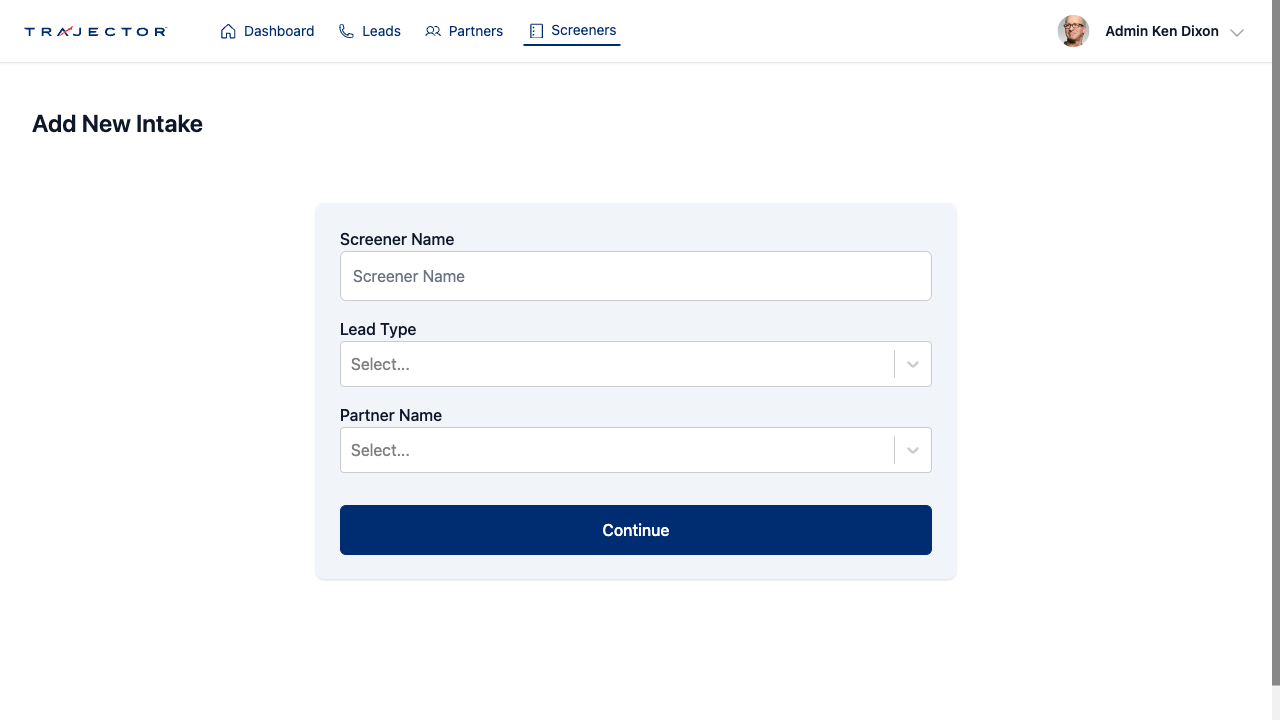 TRAJECTOR
Dashboard
Leads
Partners
Screeners
Admin Ken Dixon
Add New Intake
Screener Name
Screener Name
Lead Type
Select...
Partner Name
Select...
Continue